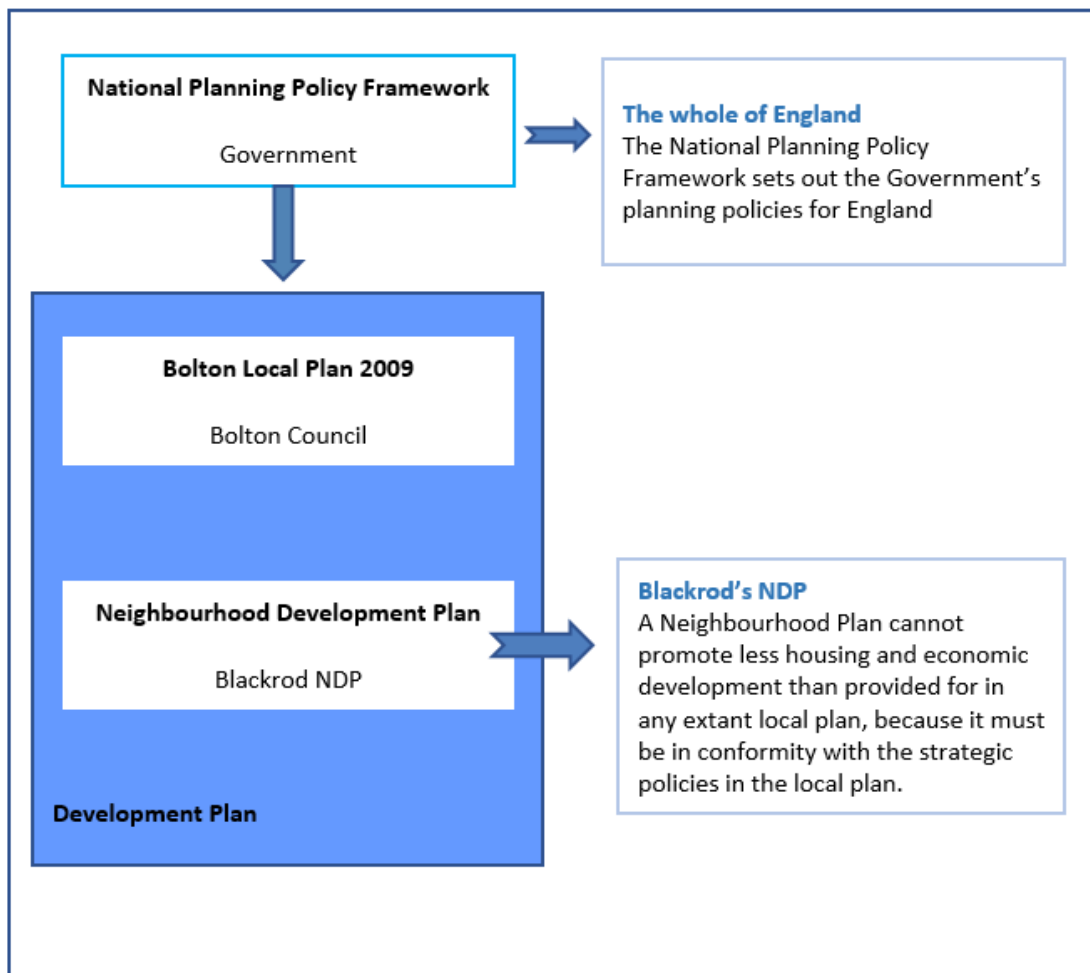 National Planning Policy Framework
Government
The whole of England
The National Planning Policy
Framework sets out the Government’s
planning policies for England
Bolton Local Plan 2009
Bolton Council
Neighbourhood Development Plan
Blackrod NDP
Blackrod’s NDP
A Neighbourhood Plan cannot
promote less housing and economic
development than provided for in
any extant local plan, because it must
be in conformity with the strategic
policies in the local plan.
Development Plan